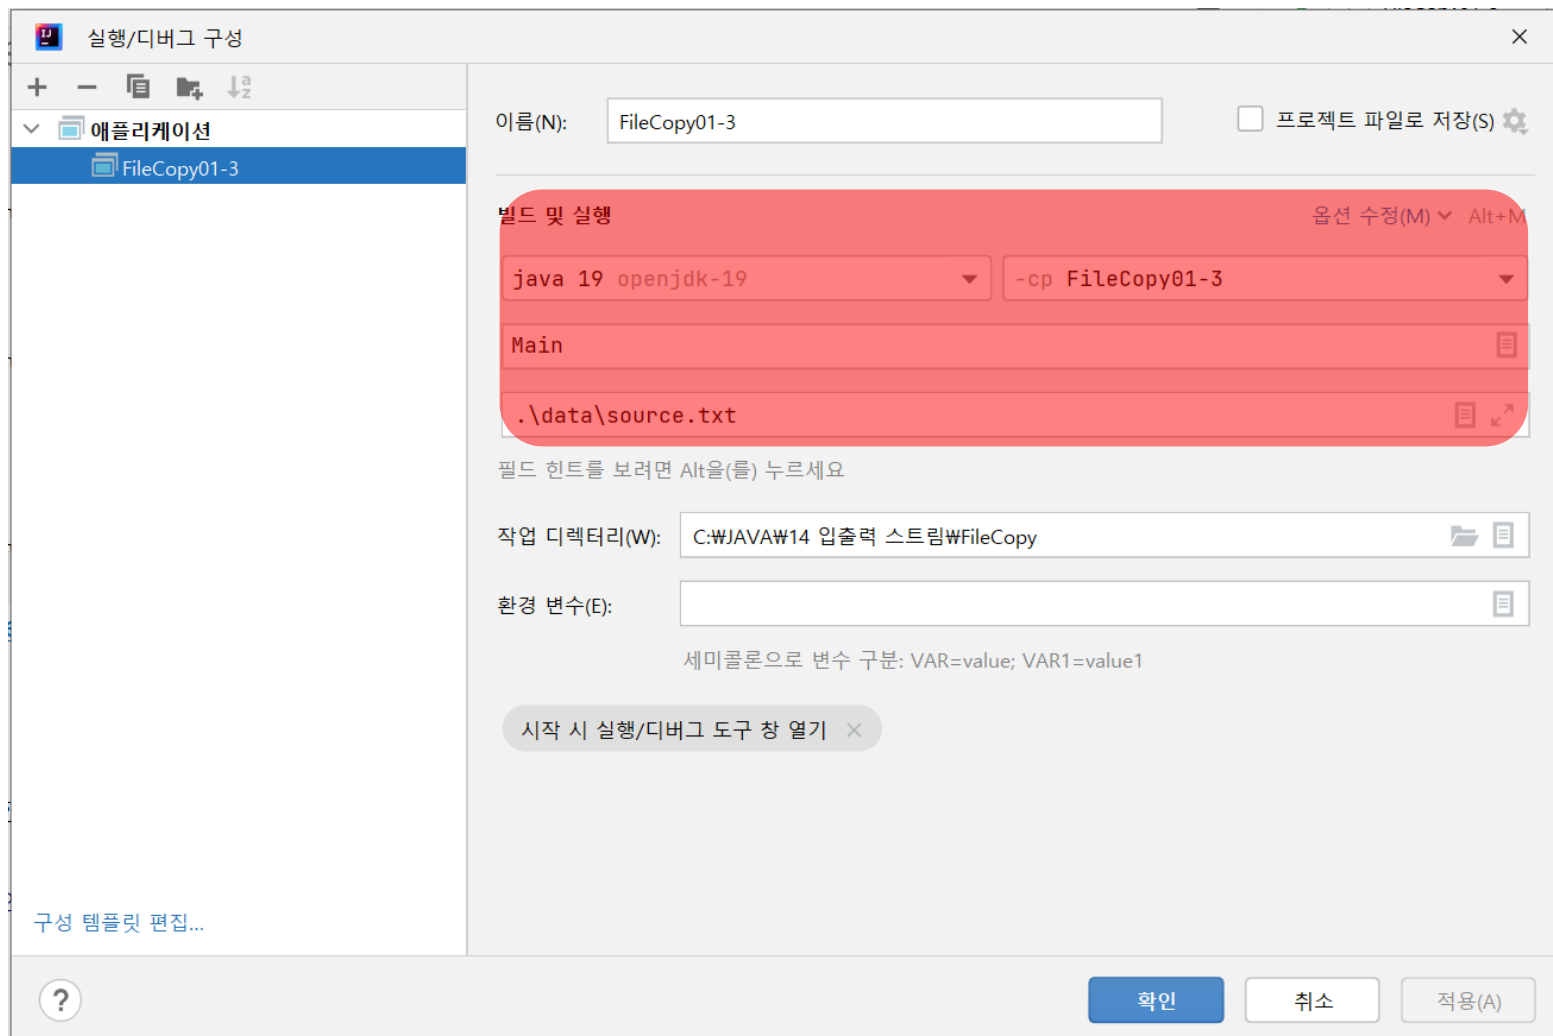 실행/디버그 구성
애플리케이션
FileCopy01-3
구성 템플릿 편집...
이름(N): FileCopy01-3 프로젝트 파일로 저장(S)
빌드 및 실행 옵션 수정(M) Alt+M
java 19 openjdk-19 -cp FileCopy01-3
Main
.\data\source.txt
필드 힌트를 보려면 Alt을(를) 누르세요
작업 디렉터리(W): C:₩JAVA₩14 입출력 스트림₩FileCopy
환경 변수(E):
세미콜론으로 변수 구분: VAR=value; VAR1=value1
시작 시 실행/디버그 도구 창 열기
? 확인 취소 적용(A)